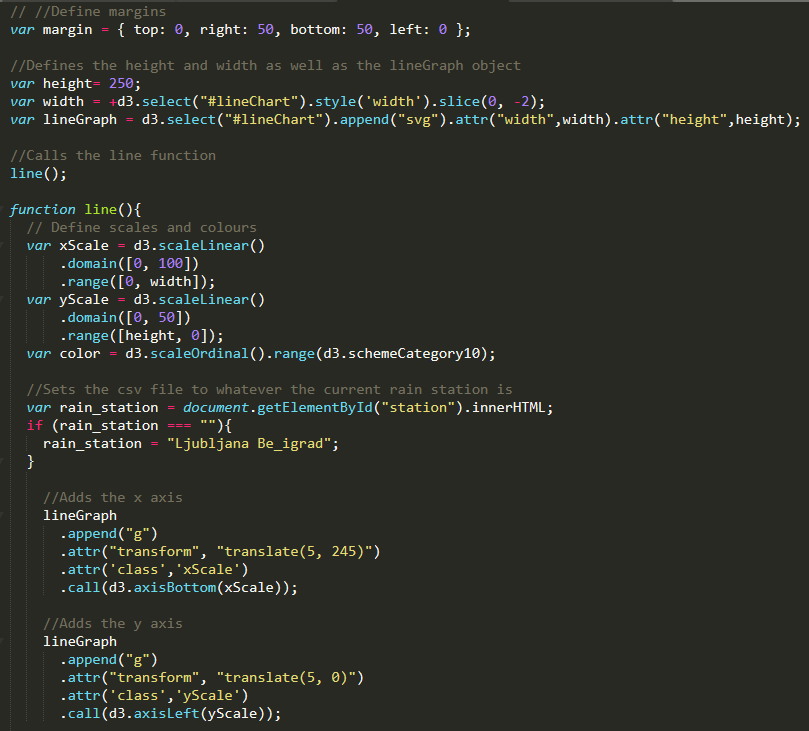 // //Define margins
var margin = { top: 0, right: 50, bottom: 50, left: 0 };

//Defines the height and width as well as the lineGraph object
var height= 250;
var width = +d3.select("#lineChart").style('width').slice(0, -2);
var lineGraph = d3.select("#lineChart").append("svg").attr("width",width).attr("height",height);

//Calls the line function
line();

function line(){
  // Define scales and colours
  var xScale = d3.scaleLinear()
      .domain([0, 100])
      .range([0, width]);
  var yScale = d3.scaleLinear()
      .domain([0, 50])
      .range([height, 0]);
  var color = d3.scaleOrdinal().range(d3.schemeCategory10);

  //Sets the csv file to whatever the current rain station is
  var rain_station = document.getElementById("station").innerHTML;
  if (rain_station === ""){
    rain_station = "Ljubljana Be_igrad";
  }

    //Adds the x axis
    lineGraph
      .append("g")
      .attr("transform", "translate(5, 245)")
      .attr('class','xScale')
      .call(d3.axisBottom(xScale));

    //Adds the y axis
    lineGraph
      .append("g")
      .attr("transform", "translate(5, 0)")
      .attr('class','yScale')
      .call(d3.axisLeft(yScale));